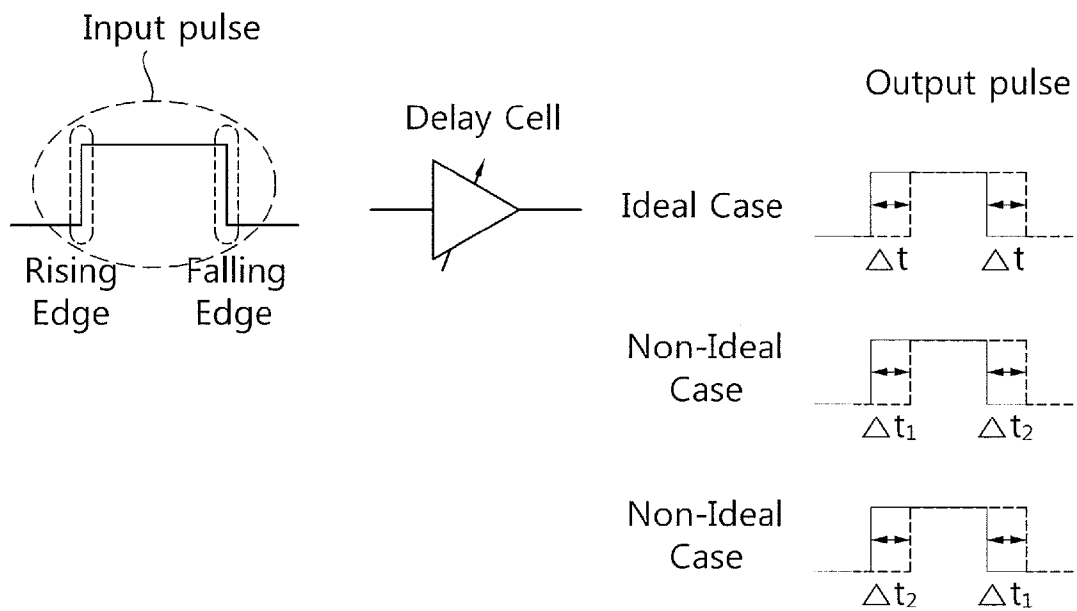 Input pulse
Rising
Edge
Falling
Edge
Delay Cell
Output pulse
Ideal Case
△t
△t
Non-Ideal
Case
△t₁
△t₂
Non-Ideal
Case
△t₂
△t₁